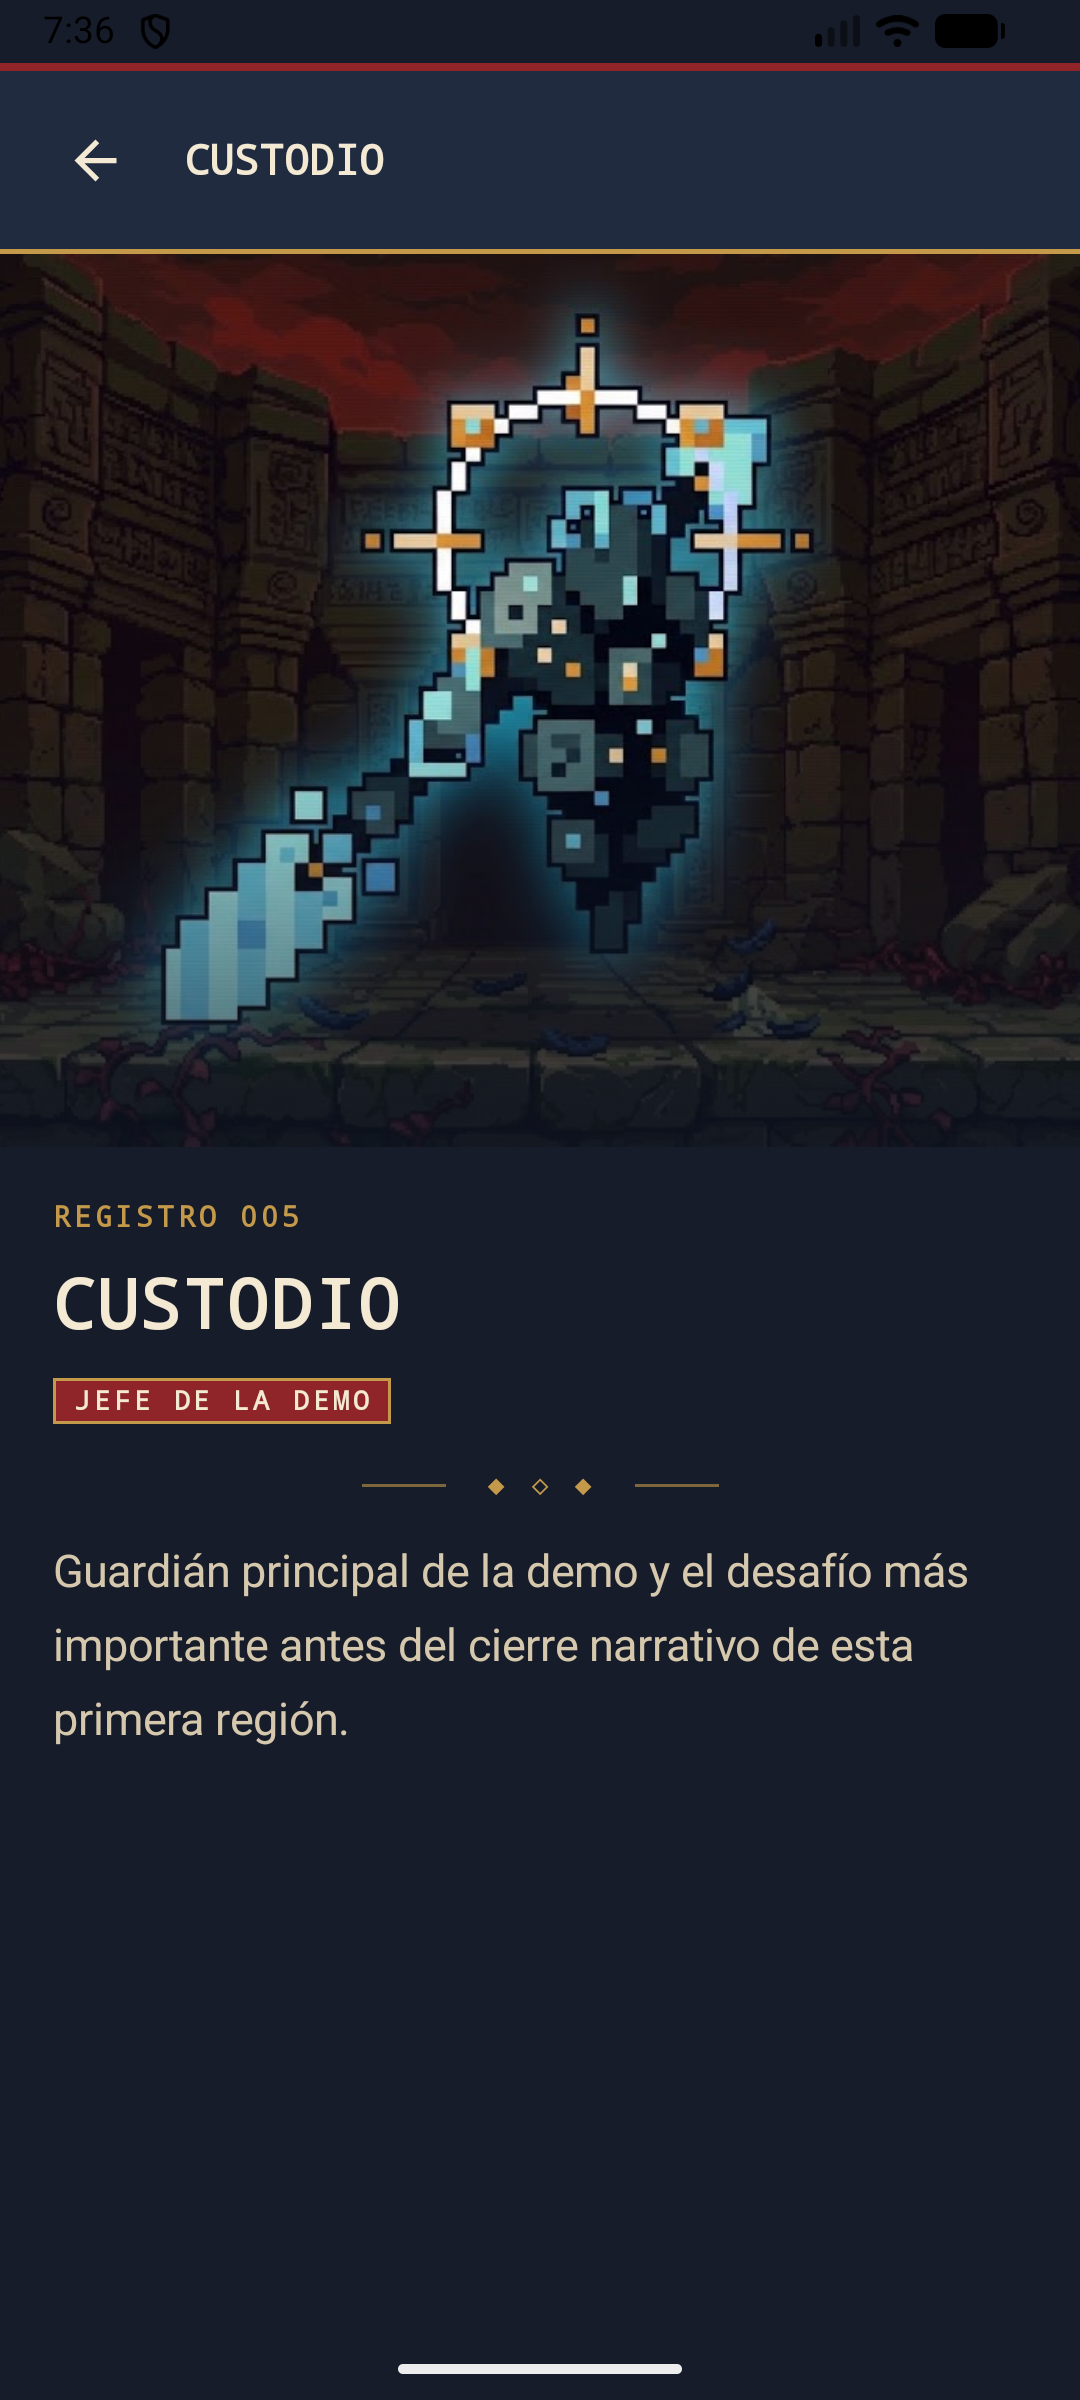 7:36
CUSTODIO
REGISTRO 005
CUSTODIO
JEFE DE LA DEMO
Guardián principal de la demo y el desafío más
importante antes del cierre narrativo de esta
primera región.